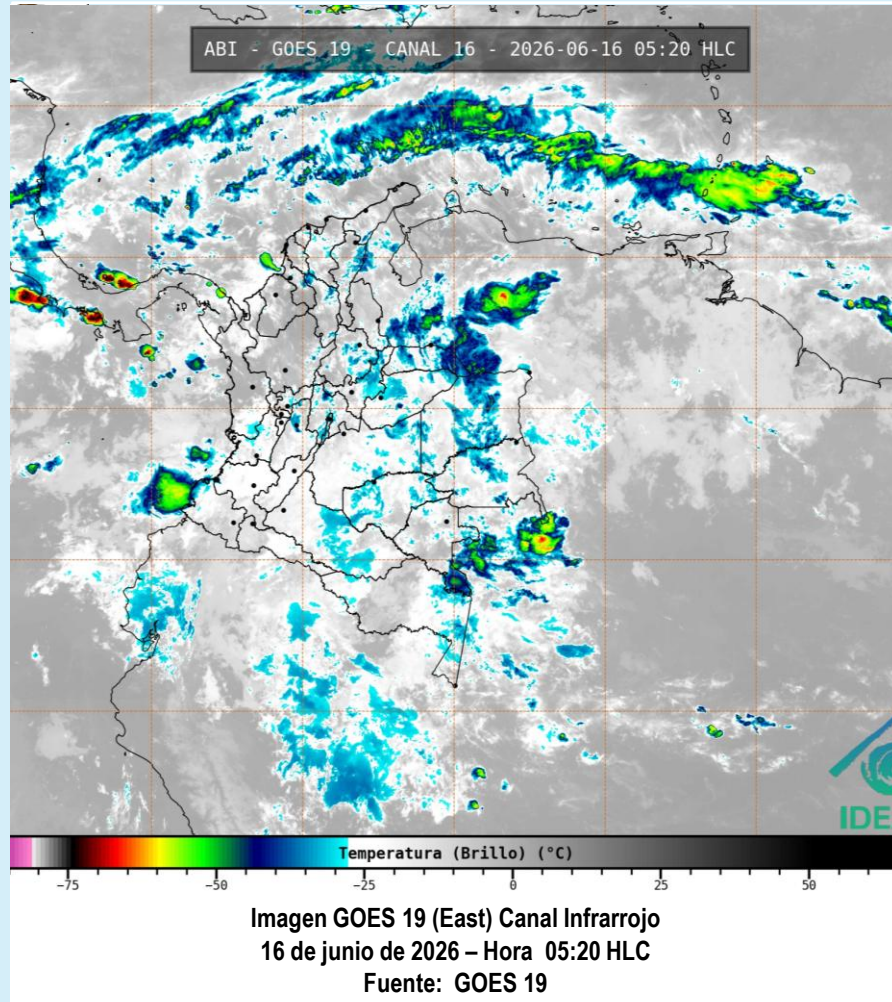 ABI - GOES 19 - CANAL 16 - 2026-06-16 05:20 HLC
IDE
Temperatura (Brillo) (°C)
−75 −50 −25 0 25 50
Imagen GOES 19 (East) Canal Infrarrojo
16 de junio de 2026 – Hora 05:20 HLC
Fuente: GOES 19